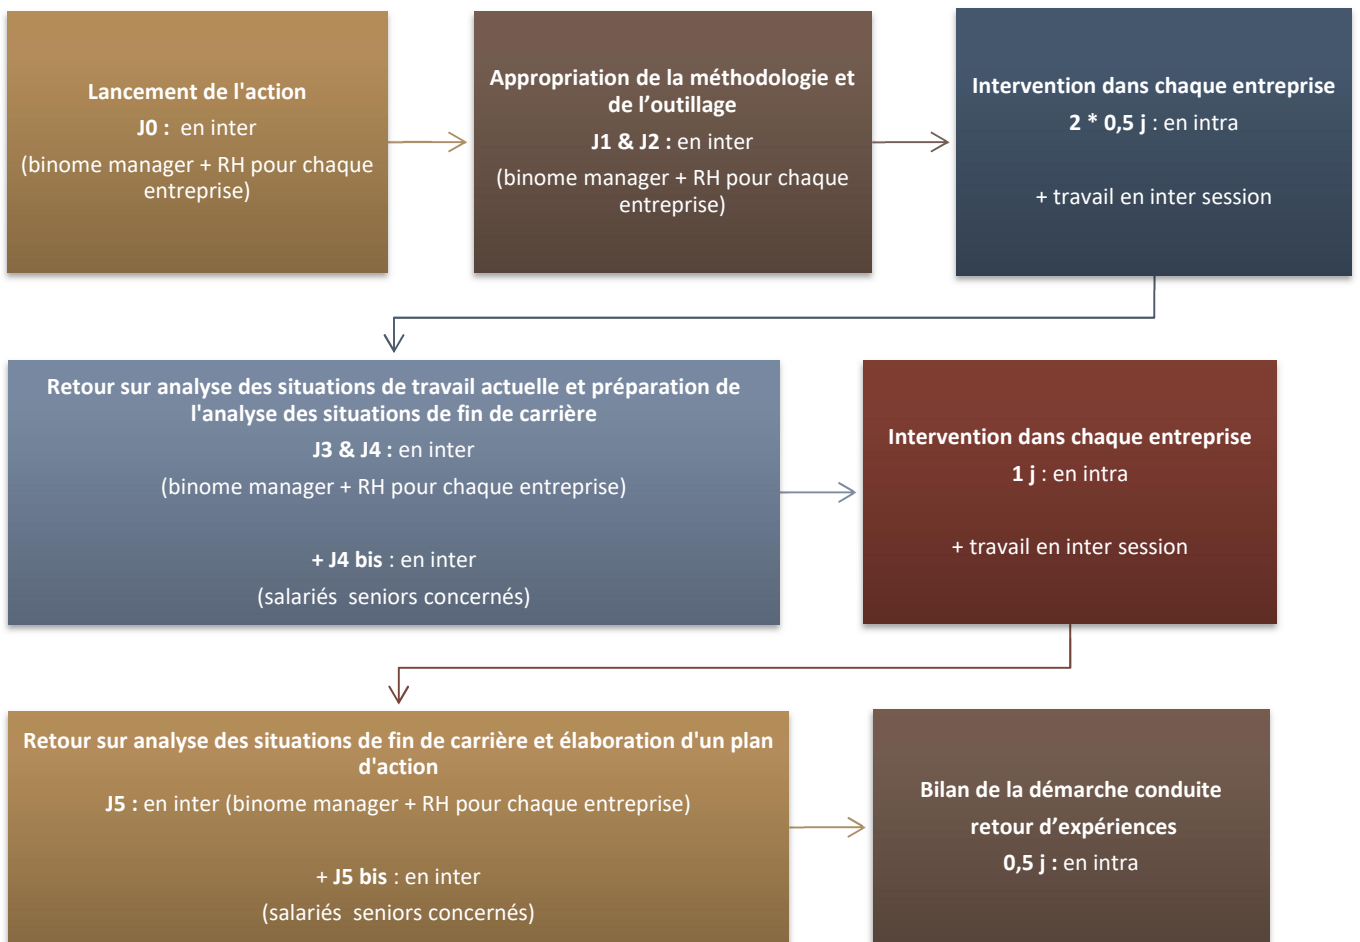 Lancement de l'action
J0 : en inter
(binome manager + RH pour chaque
entreprise)
Appropriation de la méthodologie et
de l’outillage
J1 & J2 : en inter
(binome manager + RH pour chaque
entreprise)
Intervention dans chaque entreprise
2 * 0,5 j : en intra
+ travail en inter session
Retour sur analyse des situations de travail actuelle et préparation de
l'analyse des situations de fin de carrière
J3 & J4 : en inter
(binome manager + RH pour chaque entreprise)
+ J4 bis : en inter
(salariés seniors concernés)
Intervention dans chaque entreprise
1 j : en intra
+ travail en inter session
Retour sur analyse des situations de fin de carrière et élaboration d'un plan
d'action
J5 : en inter (binome manager + RH pour chaque entreprise)
+ J5 bis : en inter
(salariés seniors concernés)
Bilan de la démarche conduite
retour d’expériences
0,5 j : en intra